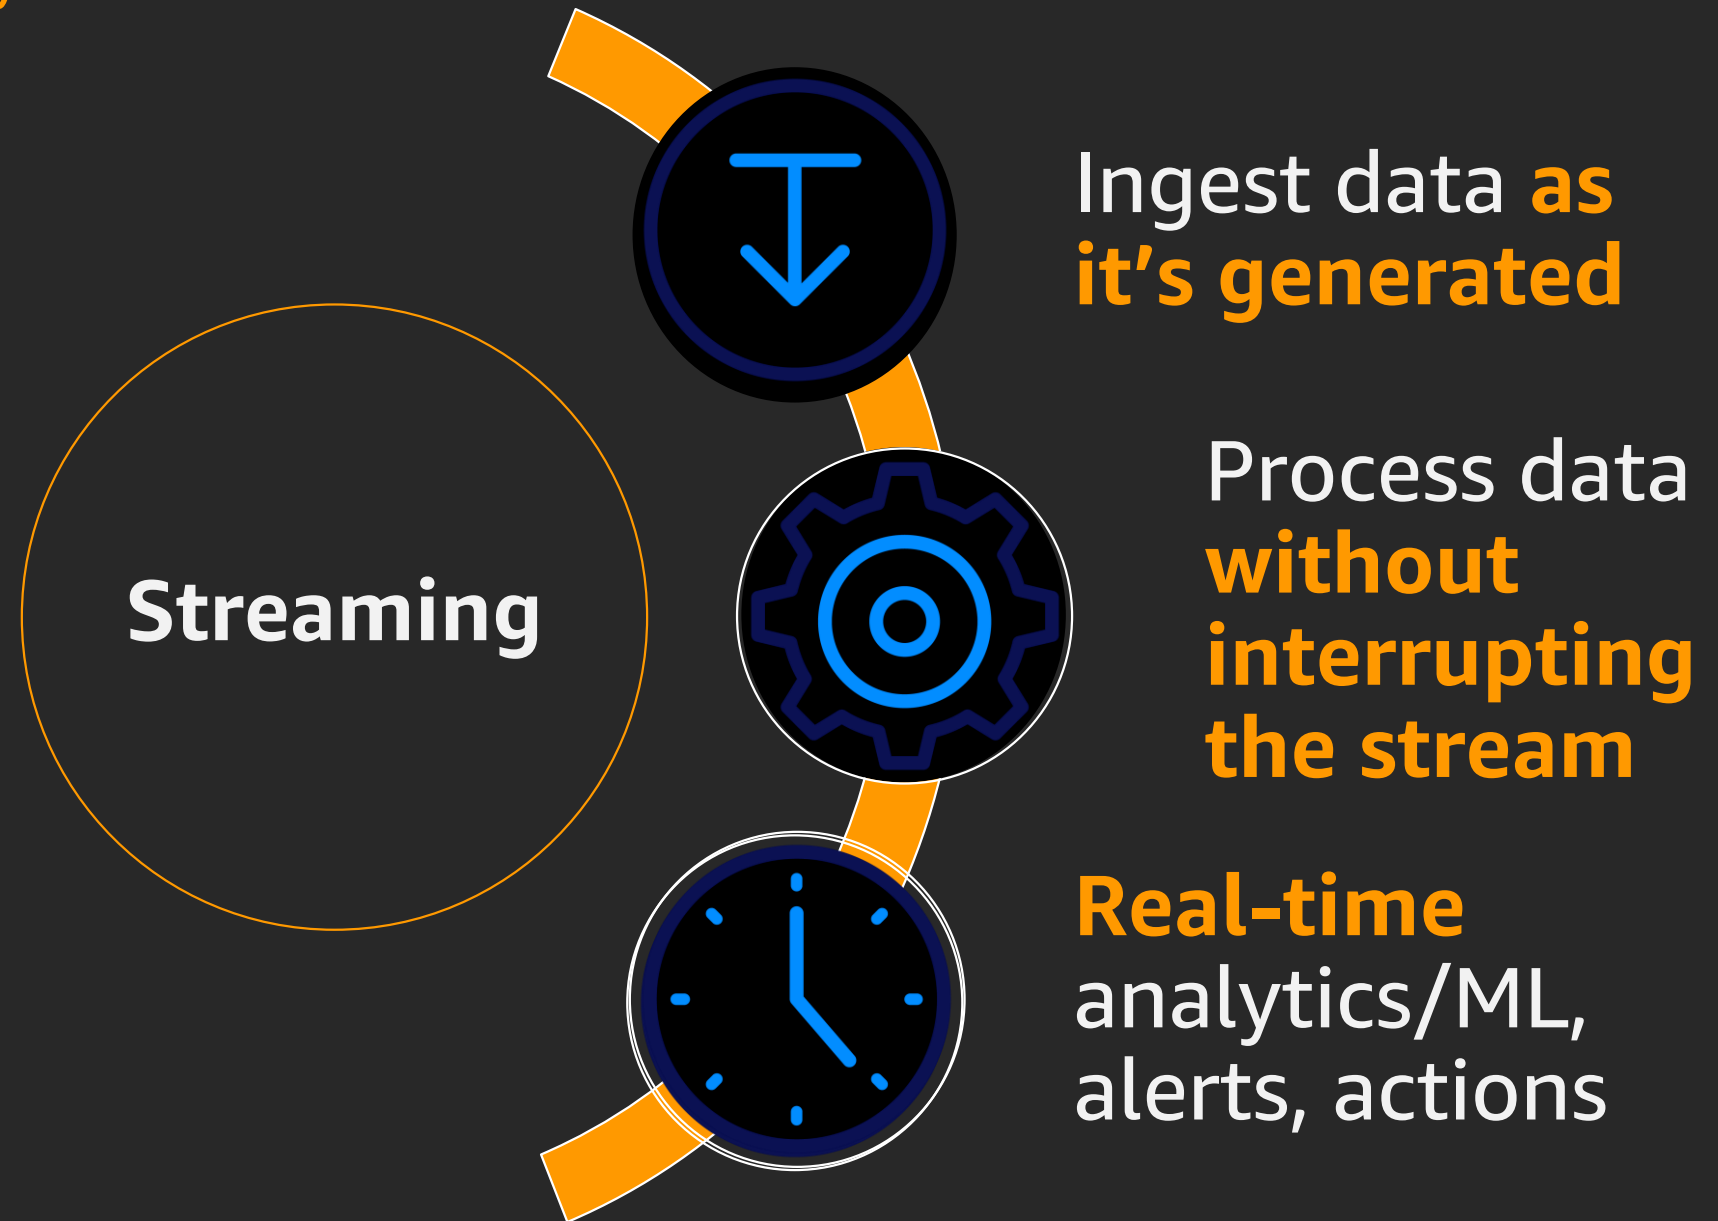 Streaming
Ingest data as
it’s generated
Process data
without
interrupting
the stream
Real-time
analytics/ML,
alerts, actions